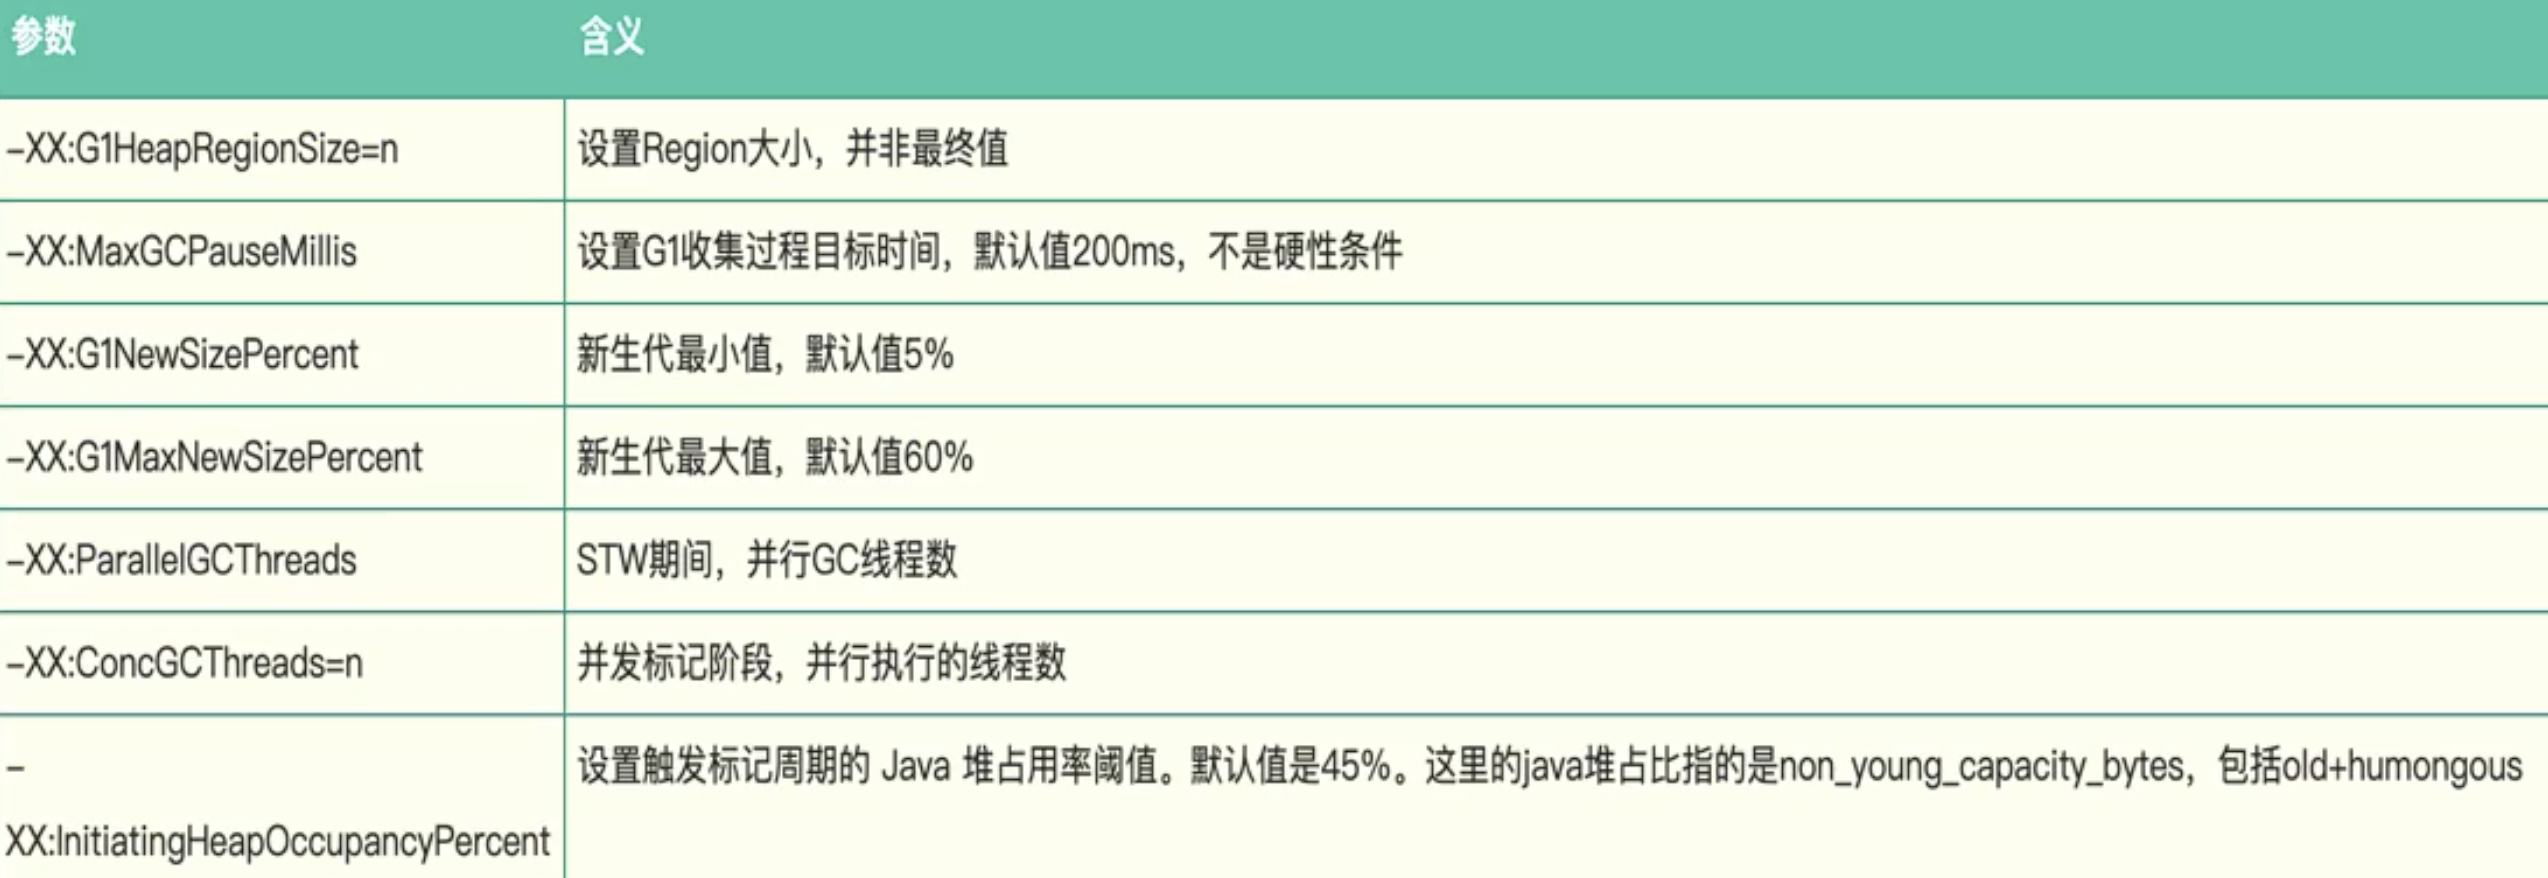 参数 含义
–XX:G1HeapRegionSize=n 设置Region大小，并非最终值
–XX:MaxGCPauseMillis 设置G1收集过程目标时间，默认值200ms，不是硬性条件
–XX:G1NewSizePercent 新生代最小值，默认值5%
–XX:G1MaxNewSizePercent 新生代最大值，默认值60%
–XX:ParallelGCThreads STW期间，并行GC线程数
–XX:ConcGCThreads=n 并发标记阶段，并行执行的线程数
– 设置触发标记周期的 Java 堆占用率阈值。默认值是45%。这里的java堆占比指的是non_young_capacity_bytes，包括old+humongous
XX:InitiatingHeapOccupancyPercent